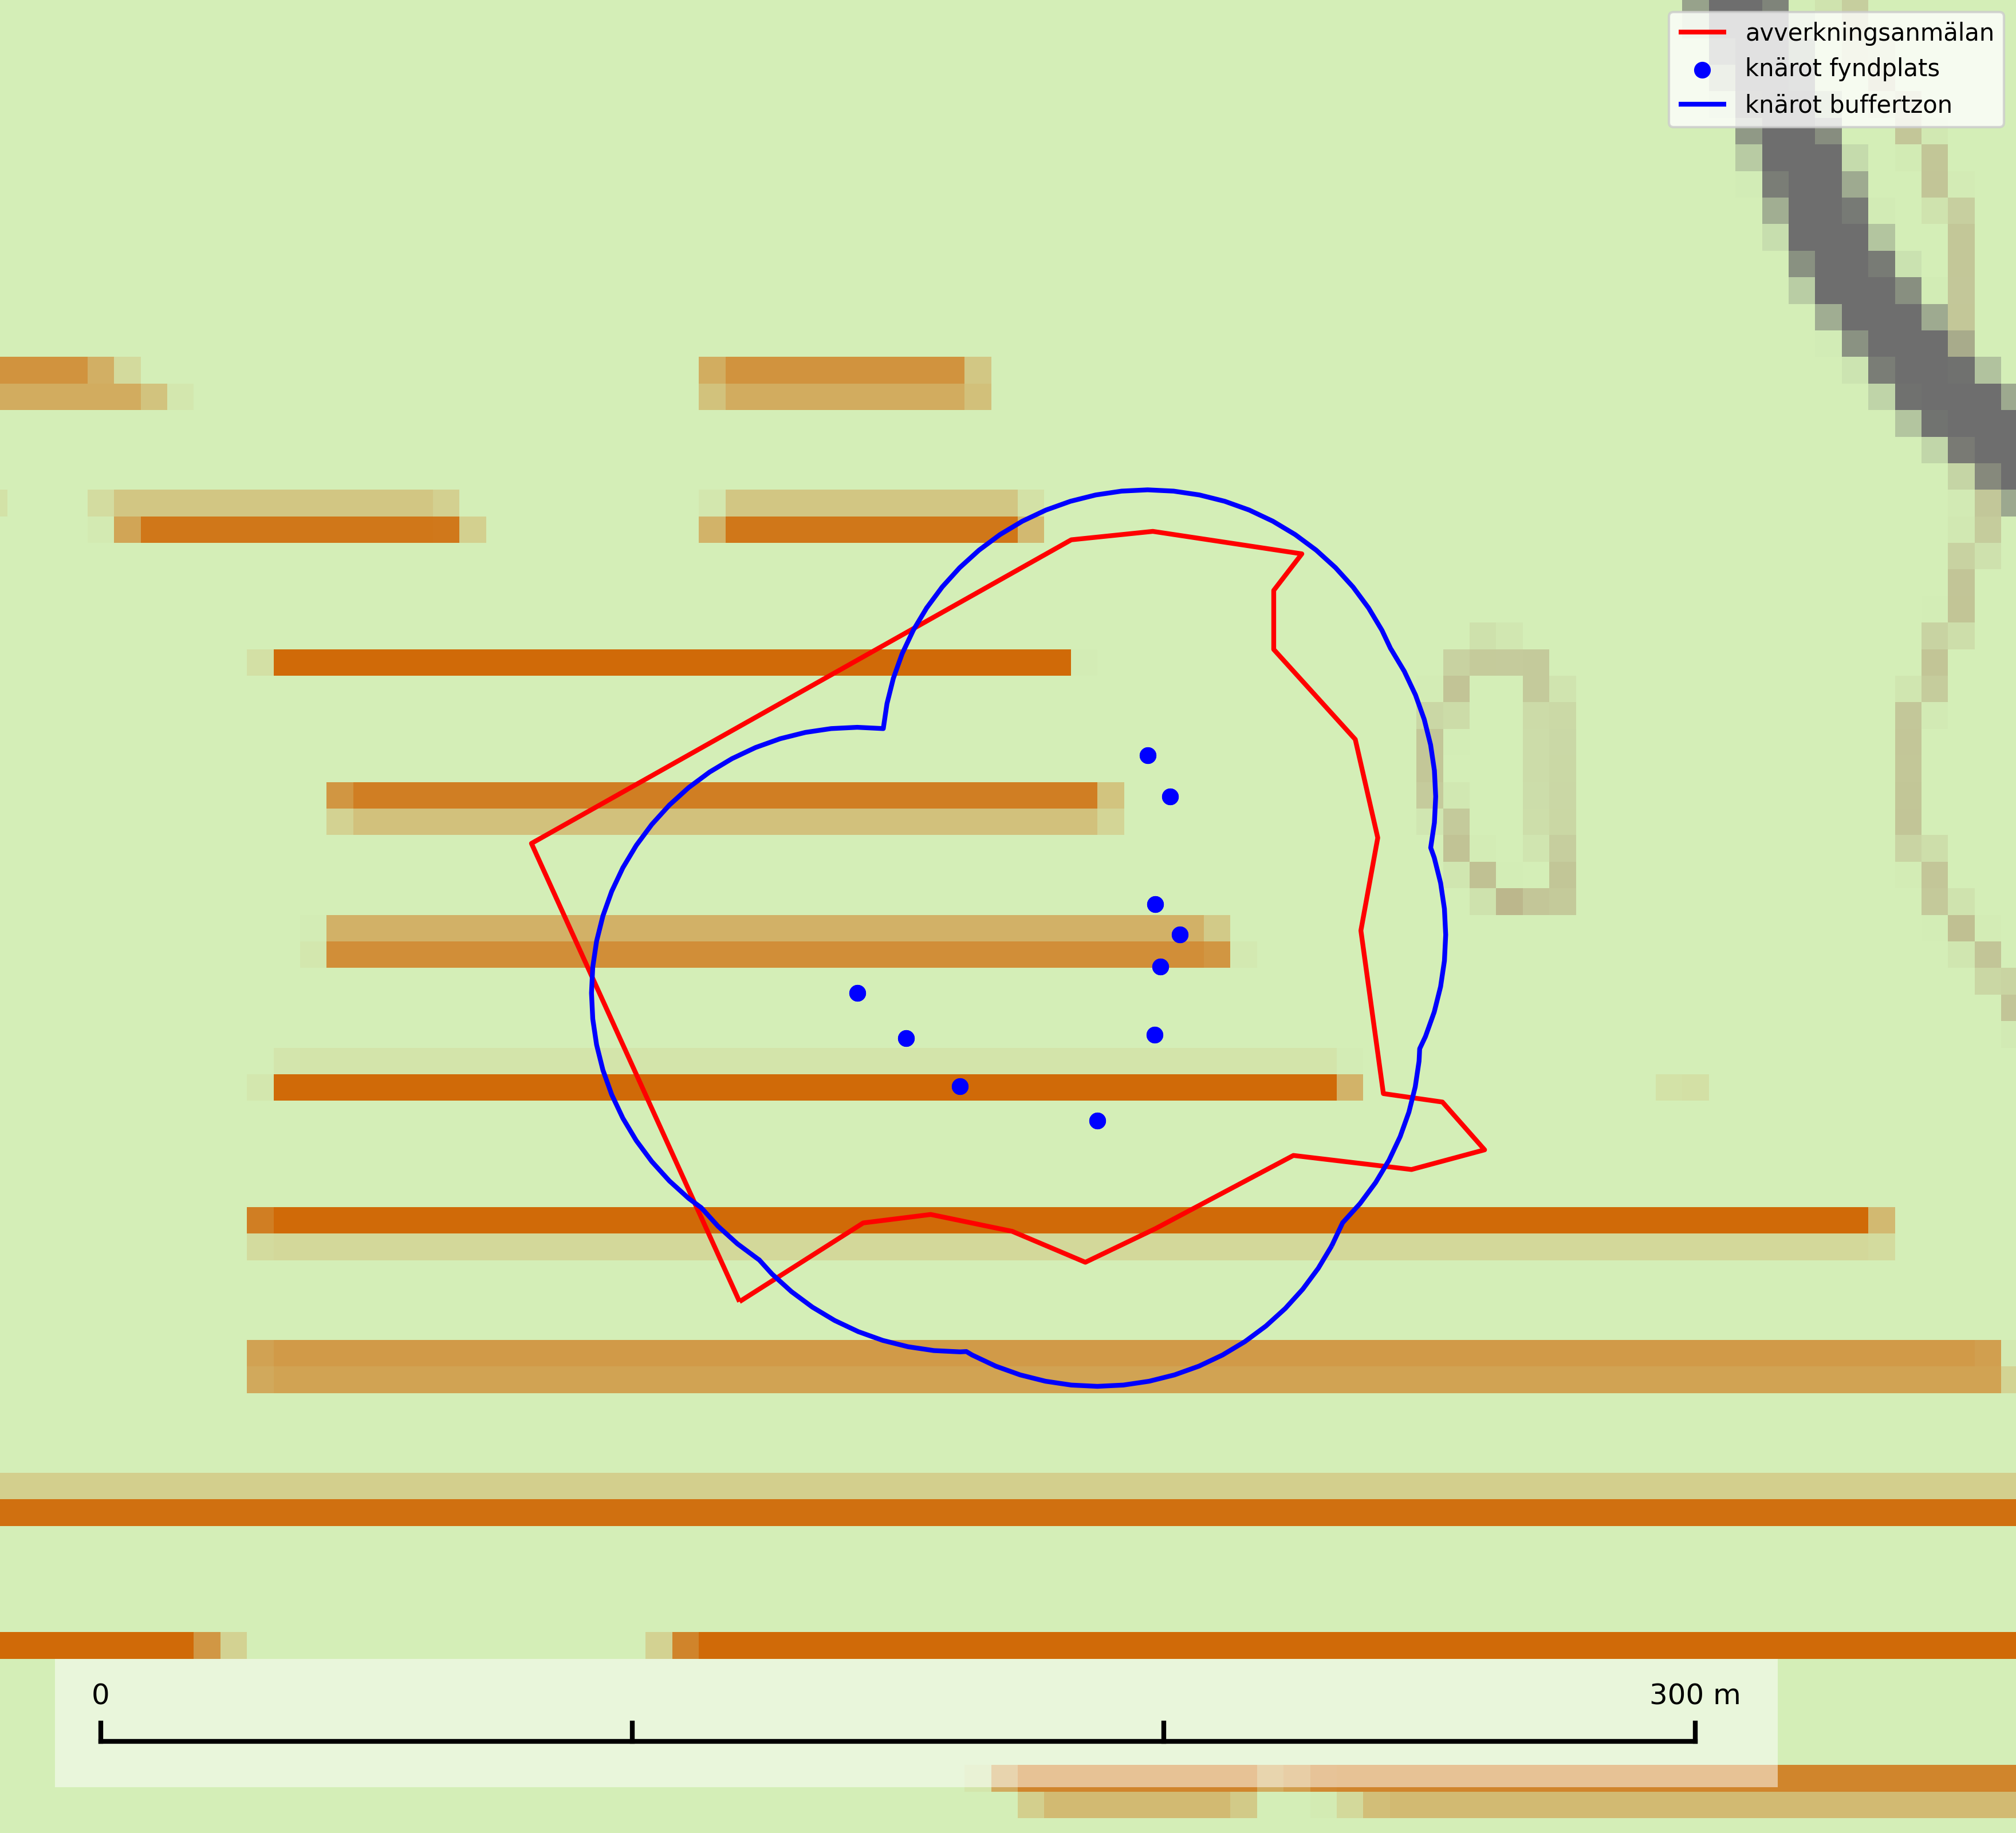 avverkningsanmälan
knärot fyndplats
knärot buffertzon
0 300 m